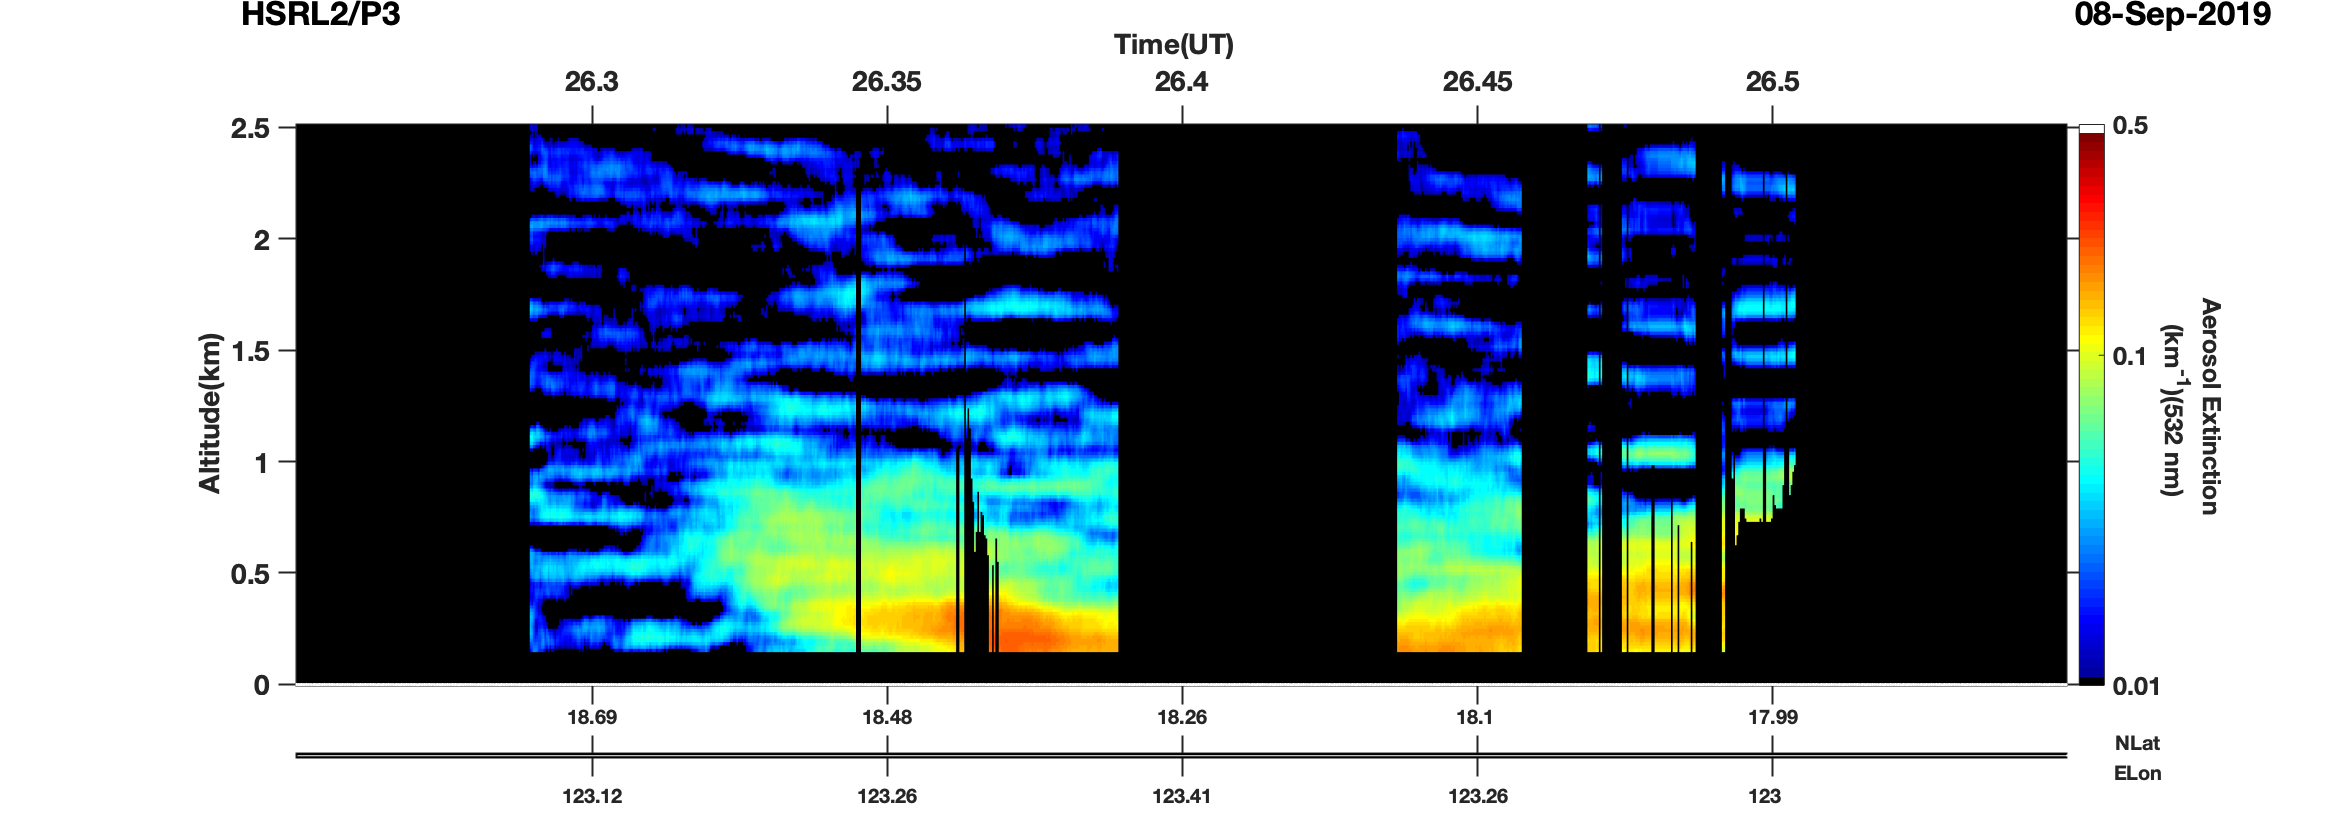 HSRL2/P3
08-Sep-2019
Time(UT)
26.3 26.35 26.4 26.45 26.5
2.5
2
1.5
1
0.5
0
Altitude(km)
0.5
0.1
0.01
Aerosol Extinction
(km⁻¹)(532 nm)
18.69 18.48 18.26 18.1 17.99
NLat
ELon
123.12 123.26 123.41 123.26 123